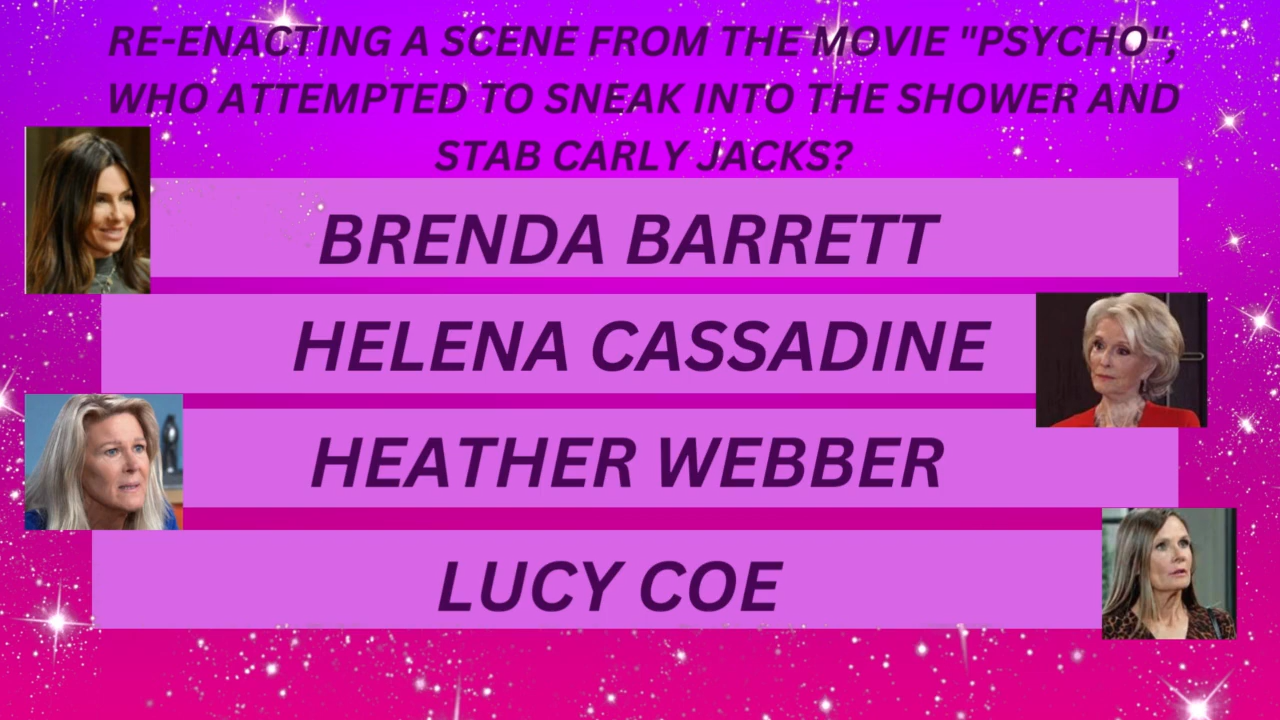 RE-ENACTING A SCENE FROM THE MOVIE "PSYCHO",
WHO ATTEMPTED TO SNEAK INTO THE SHOWER AND
STAB CARLY JACKS?
BRENDA BARRETT
HELENA CASSADINE
HEATHER WEBBER
LUCY COE